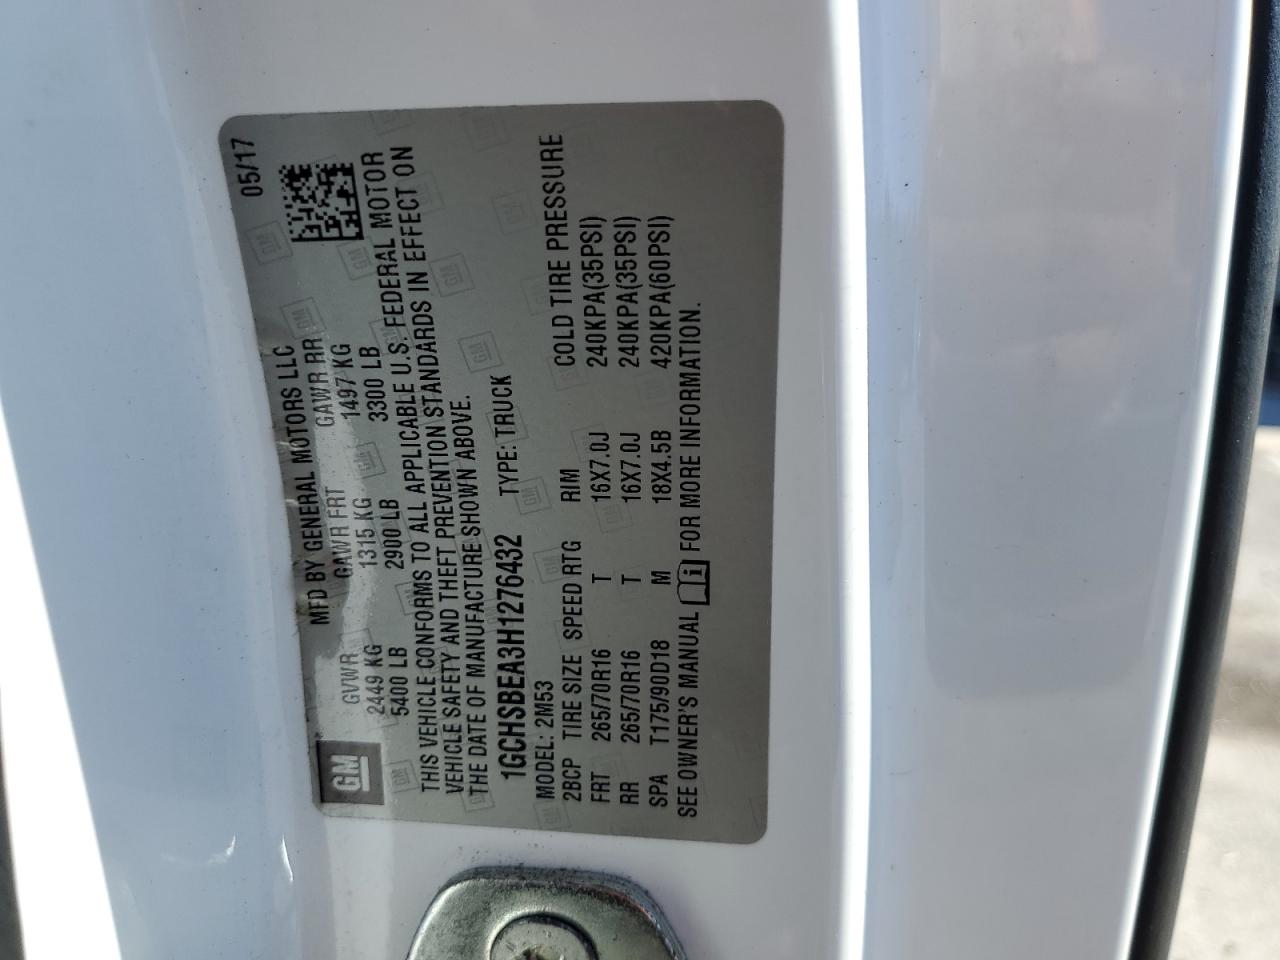 05/17
MFD BY GENERAL MOTORS LLC
GM
GVWR GAWR FRT GAWR RR
2449 KG 1315 KG 1497 KG
5400 LB 2900 LB 3300 LB
THIS VEHICLE CONFORMS TO ALL APPLICABLE U.S. FEDERAL MOTOR
VEHICLE SAFETY AND THEFT PREVENTION STANDARDS IN EFFECT ON
THE DATE OF MANUFACTURE SHOWN ABOVE.
1GCHSBEA3H1276432 TYPE: TRUCK
MODEL: 2M53
2BCP TIRE SIZE SPEED RTG RIM COLD TIRE PRESSURE
FRT 265/70R16 T 16X7.0J 240KPA(35PSI)
RR 265/70R16 T 16X7.0J 240KPA(35PSI)
SPA T175/90D18 M 18X4.5B 420KPA(60PSI)
SEE OWNER'S MANUAL i FOR MORE INFORMATION.